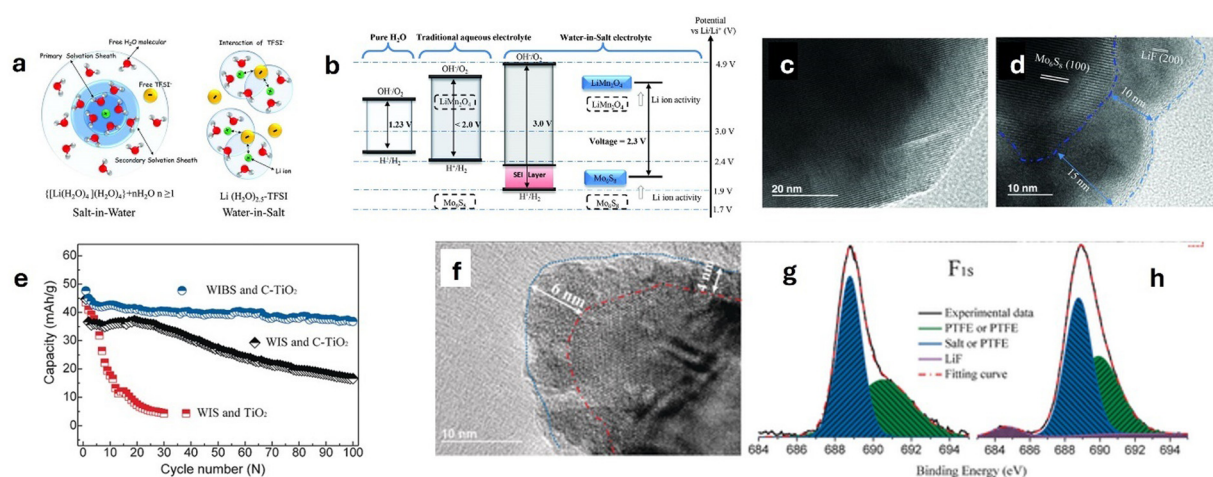 a
Free H₂O molecular
Primary Solvation Sheath
Free TFSI⁻
Secondary Solvation Sheath
{[Li(H₂O)₄](H₂O)ₙ}+nH₂O n ≥1
Salt-in-Water
Interaction of TFSI⁻
Li ion
Li (H₂O)₂.₅-TFSI
Water-in-Salt
b
Pure H₂O
Traditional aqueous electrolyte
Water-in-Salt electrolyte
Potential
vs Li/Li⁺
OH⁻/O₂
1.23 V
H⁺/H₂
OH⁻/O₂
LiMn₂O₄
< 2.0 V
H⁺/H₂
Mo₆S₈
OH⁻/O₂
3.0 V
SEI Layer
H⁺/H₂
LiMn₂O₄
LiMn₂O₄
Li ion activity
Voltage = 2.3 V
Mo₆S₈
Mo₆S₈
Li ion activity
4.9 V
3.0 V
2.4 V
1.9 V
1.7 V
c
20 nm
d
Mo₆S₈ (100)
LiF (200)
10 nm
15 nm
10 nm
e
Capacity (mAh/g)
60
50
40
30
20
10
0
WIBS and C-TiO₂
WIS and C-TiO₂
WIS and TiO₂
0 10 20 30 40 50 60 70 80 90 100
Cycle number (N)
f
6 nm
4 nm
10 nm
g
F₁s
h
Experimental data
PTFE or PTFE
Salt or PTFE
LiF
Fitting curve
684 686 688 690 692 694
684 686 688 690 692 694
Binding Energy (eV)